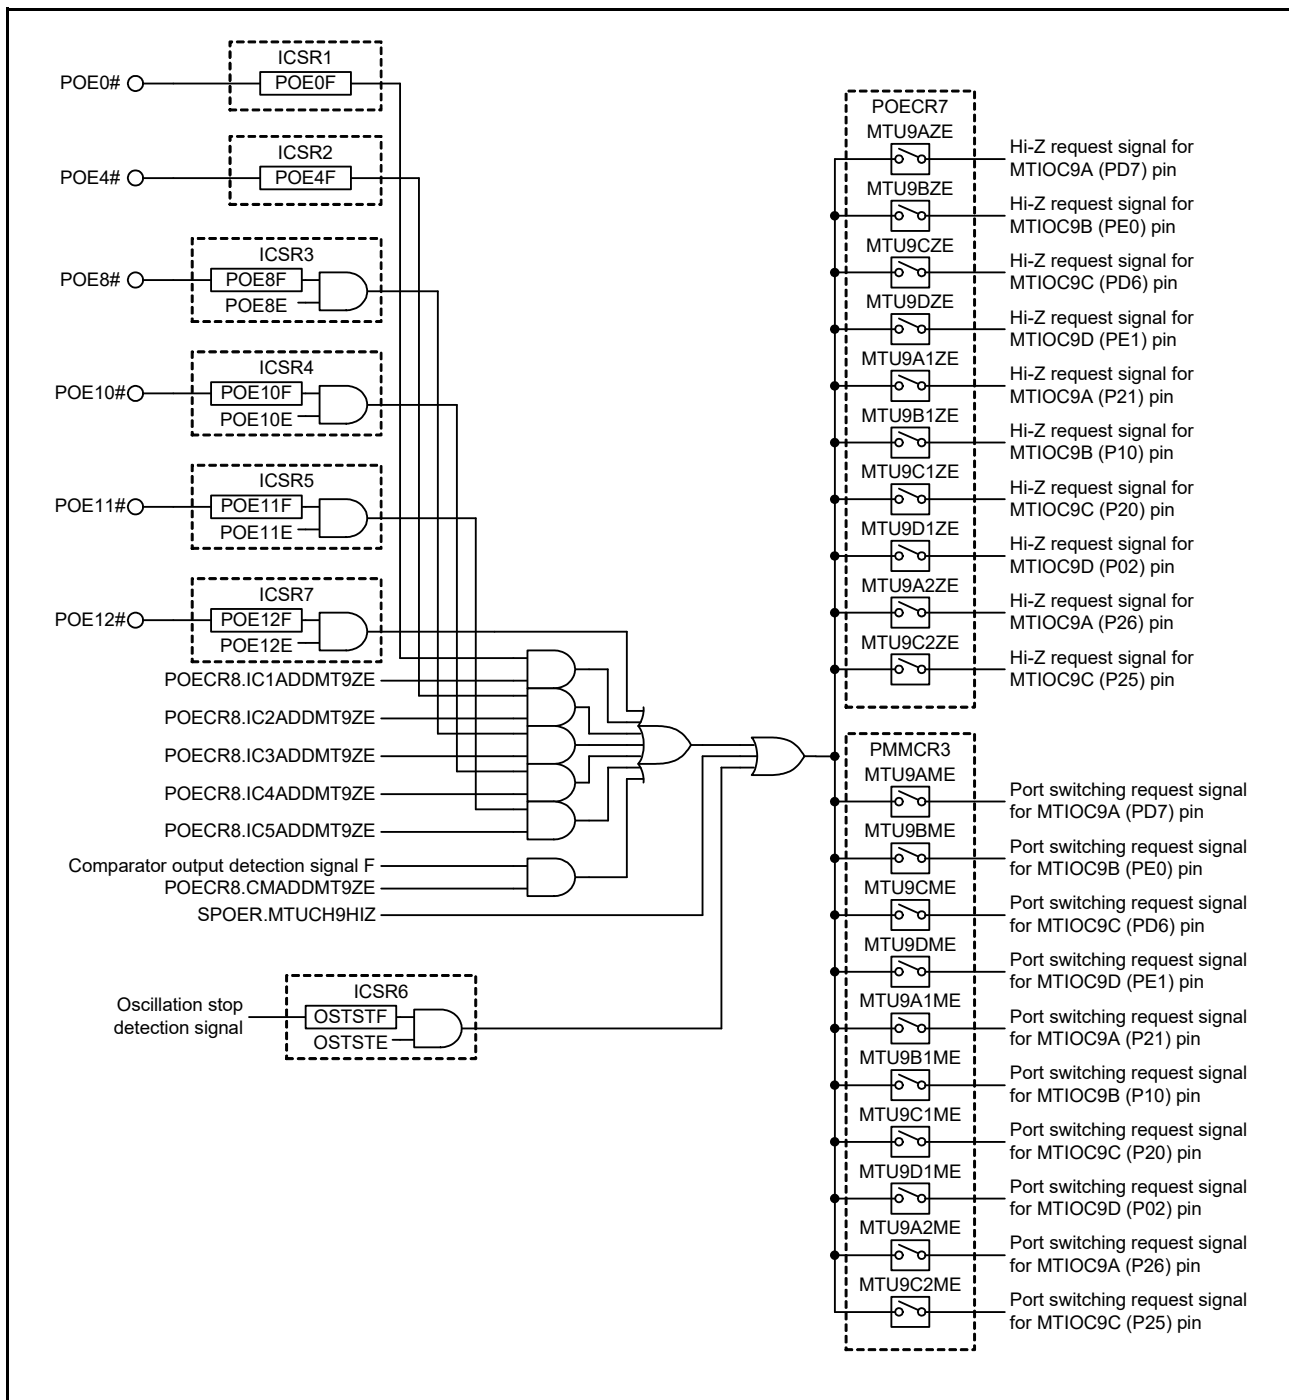 ICSR1
POE0#
POE0F
ICSR2
POE4#
POE4F
ICSR3
POE8#
POE8F
POE8E
ICSR4
POE10#
POE10F
POE10E
ICSR5
POE11#
POE11F
POE11E
ICSR7
POE12#
POE12F
POE12E
POECR8.IC1ADDMT9ZE
POECR8.IC2ADDMT9ZE
POECR8.IC3ADDMT9ZE
POECR8.IC4ADDMT9ZE
POECR8.IC5ADDMT9ZE
Comparator output detection signal F
POECR8.CMADDMT9ZE
SPOER.MTUCH9HIZ
ICSR6
Oscillation stop
detection signal
OSTSTF
OSTSTE
POECR7
MTU9AZE
Hi-Z request signal for
MTIOC9A (PD7) pin
MTU9BZE
Hi-Z request signal for
MTIOC9B (PE0) pin
MTU9CZE
Hi-Z request signal for
MTIOC9C (PD6) pin
MTU9DZE
Hi-Z request signal for
MTIOC9D (PE1) pin
MTU9A1ZE
Hi-Z request signal for
MTIOC9A (P21) pin
MTU9B1ZE
Hi-Z request signal for
MTIOC9B (P10) pin
MTU9C1ZE
Hi-Z request signal for
MTIOC9C (P20) pin
MTU9D1ZE
Hi-Z request signal for
MTIOC9D (P02) pin
MTU9A2ZE
Hi-Z request signal for
MTIOC9A (P26) pin
MTU9C2ZE
Hi-Z request signal for
MTIOC9C (P25) pin
PMMCR3
MTU9AME
Port switching request signal
for MTIOC9A (PD7) pin
MTU9BME
Port switching request signal
for MTIOC9B (PE0) pin
MTU9CME
Port switching request signal
for MTIOC9C (PD6) pin
MTU9DME
Port switching request signal
for MTIOC9D (PE1) pin
MTU9A1ME
Port switching request signal
for MTIOC9A (P21) pin
MTU9B1ME
Port switching request signal
for MTIOC9B (P10) pin
MTU9C1ME
Port switching request signal
for MTIOC9C (P20) pin
MTU9D1ME
Port switching request signal
for MTIOC9D (P02) pin
MTU9A2ME
Port switching request signal
for MTIOC9A (P26) pin
MTU9C2ME
Port switching request signal
for MTIOC9C (P25) pin